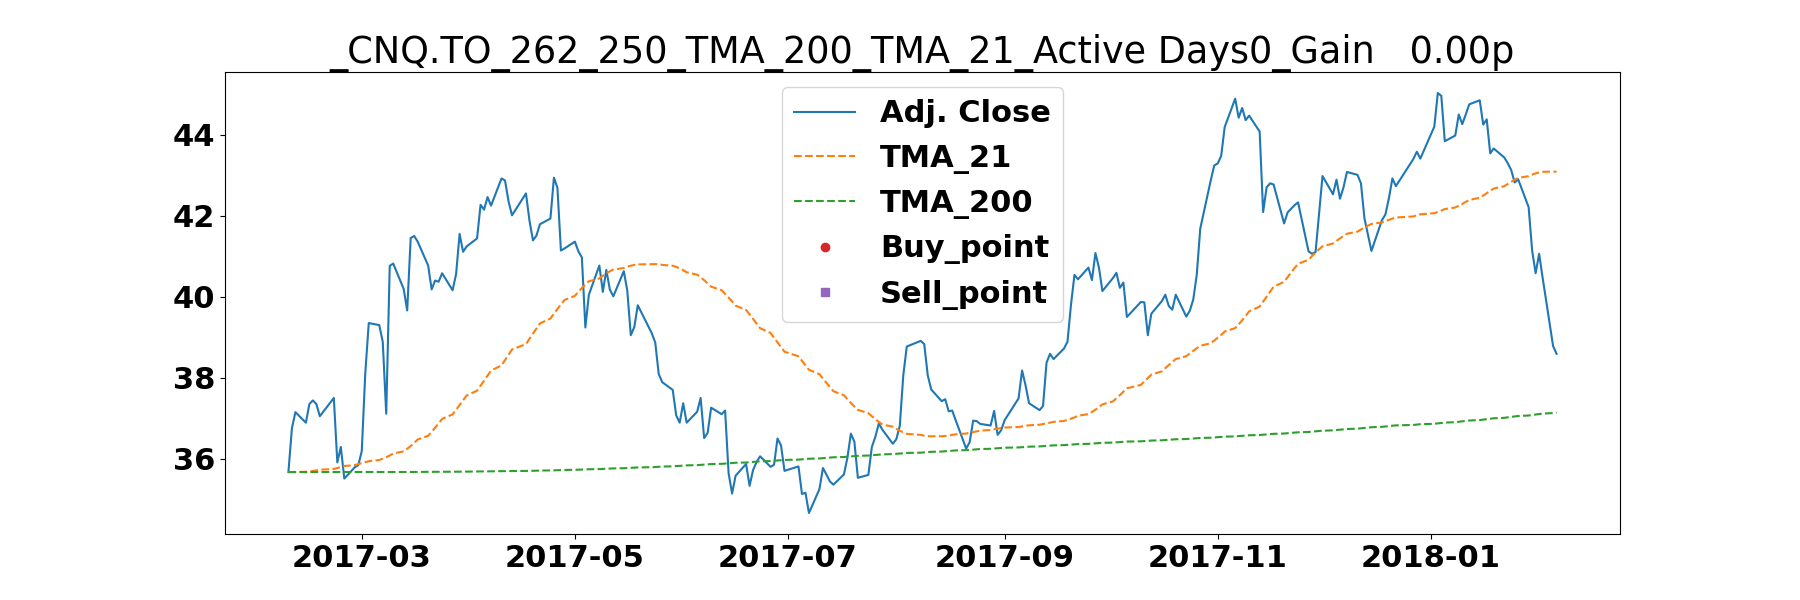 _CNQ.TO_262_250_TMA_200_TMA_21_Active Days0_Gain   0.00p
Adj. Close
TMA_21
TMA_200
Buy_point
Sell_point
44
42
40
38
36
2017-03 2017-05 2017-07 2017-09 2017-11 2018-01